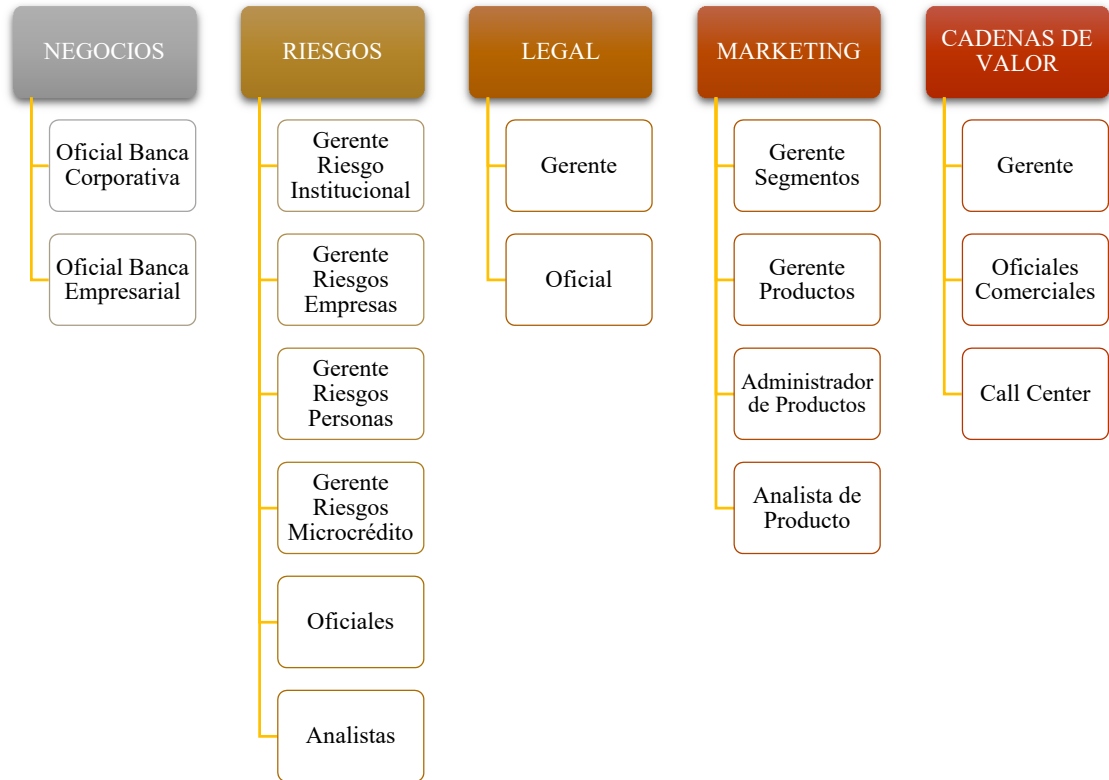 NEGOCIOS
Oficial Banca
Corporativa
Oficial Banca
Empresarial
RIESGOS
Gerente
Riesgo
Institucional
Gerente
Riesgos
Empresas
Gerente
Riesgos
Personas
Gerente
Riesgos
Microcrédito
Oficiales
Analistas
LEGAL
Gerente
Oficial
MARKETING
Gerente
Segmentos
Gerente
Productos
Administrador
de Productos
Analista de
Producto
CADENAS DE
VALOR
Gerente
Oficiales
Comerciales
Call Center